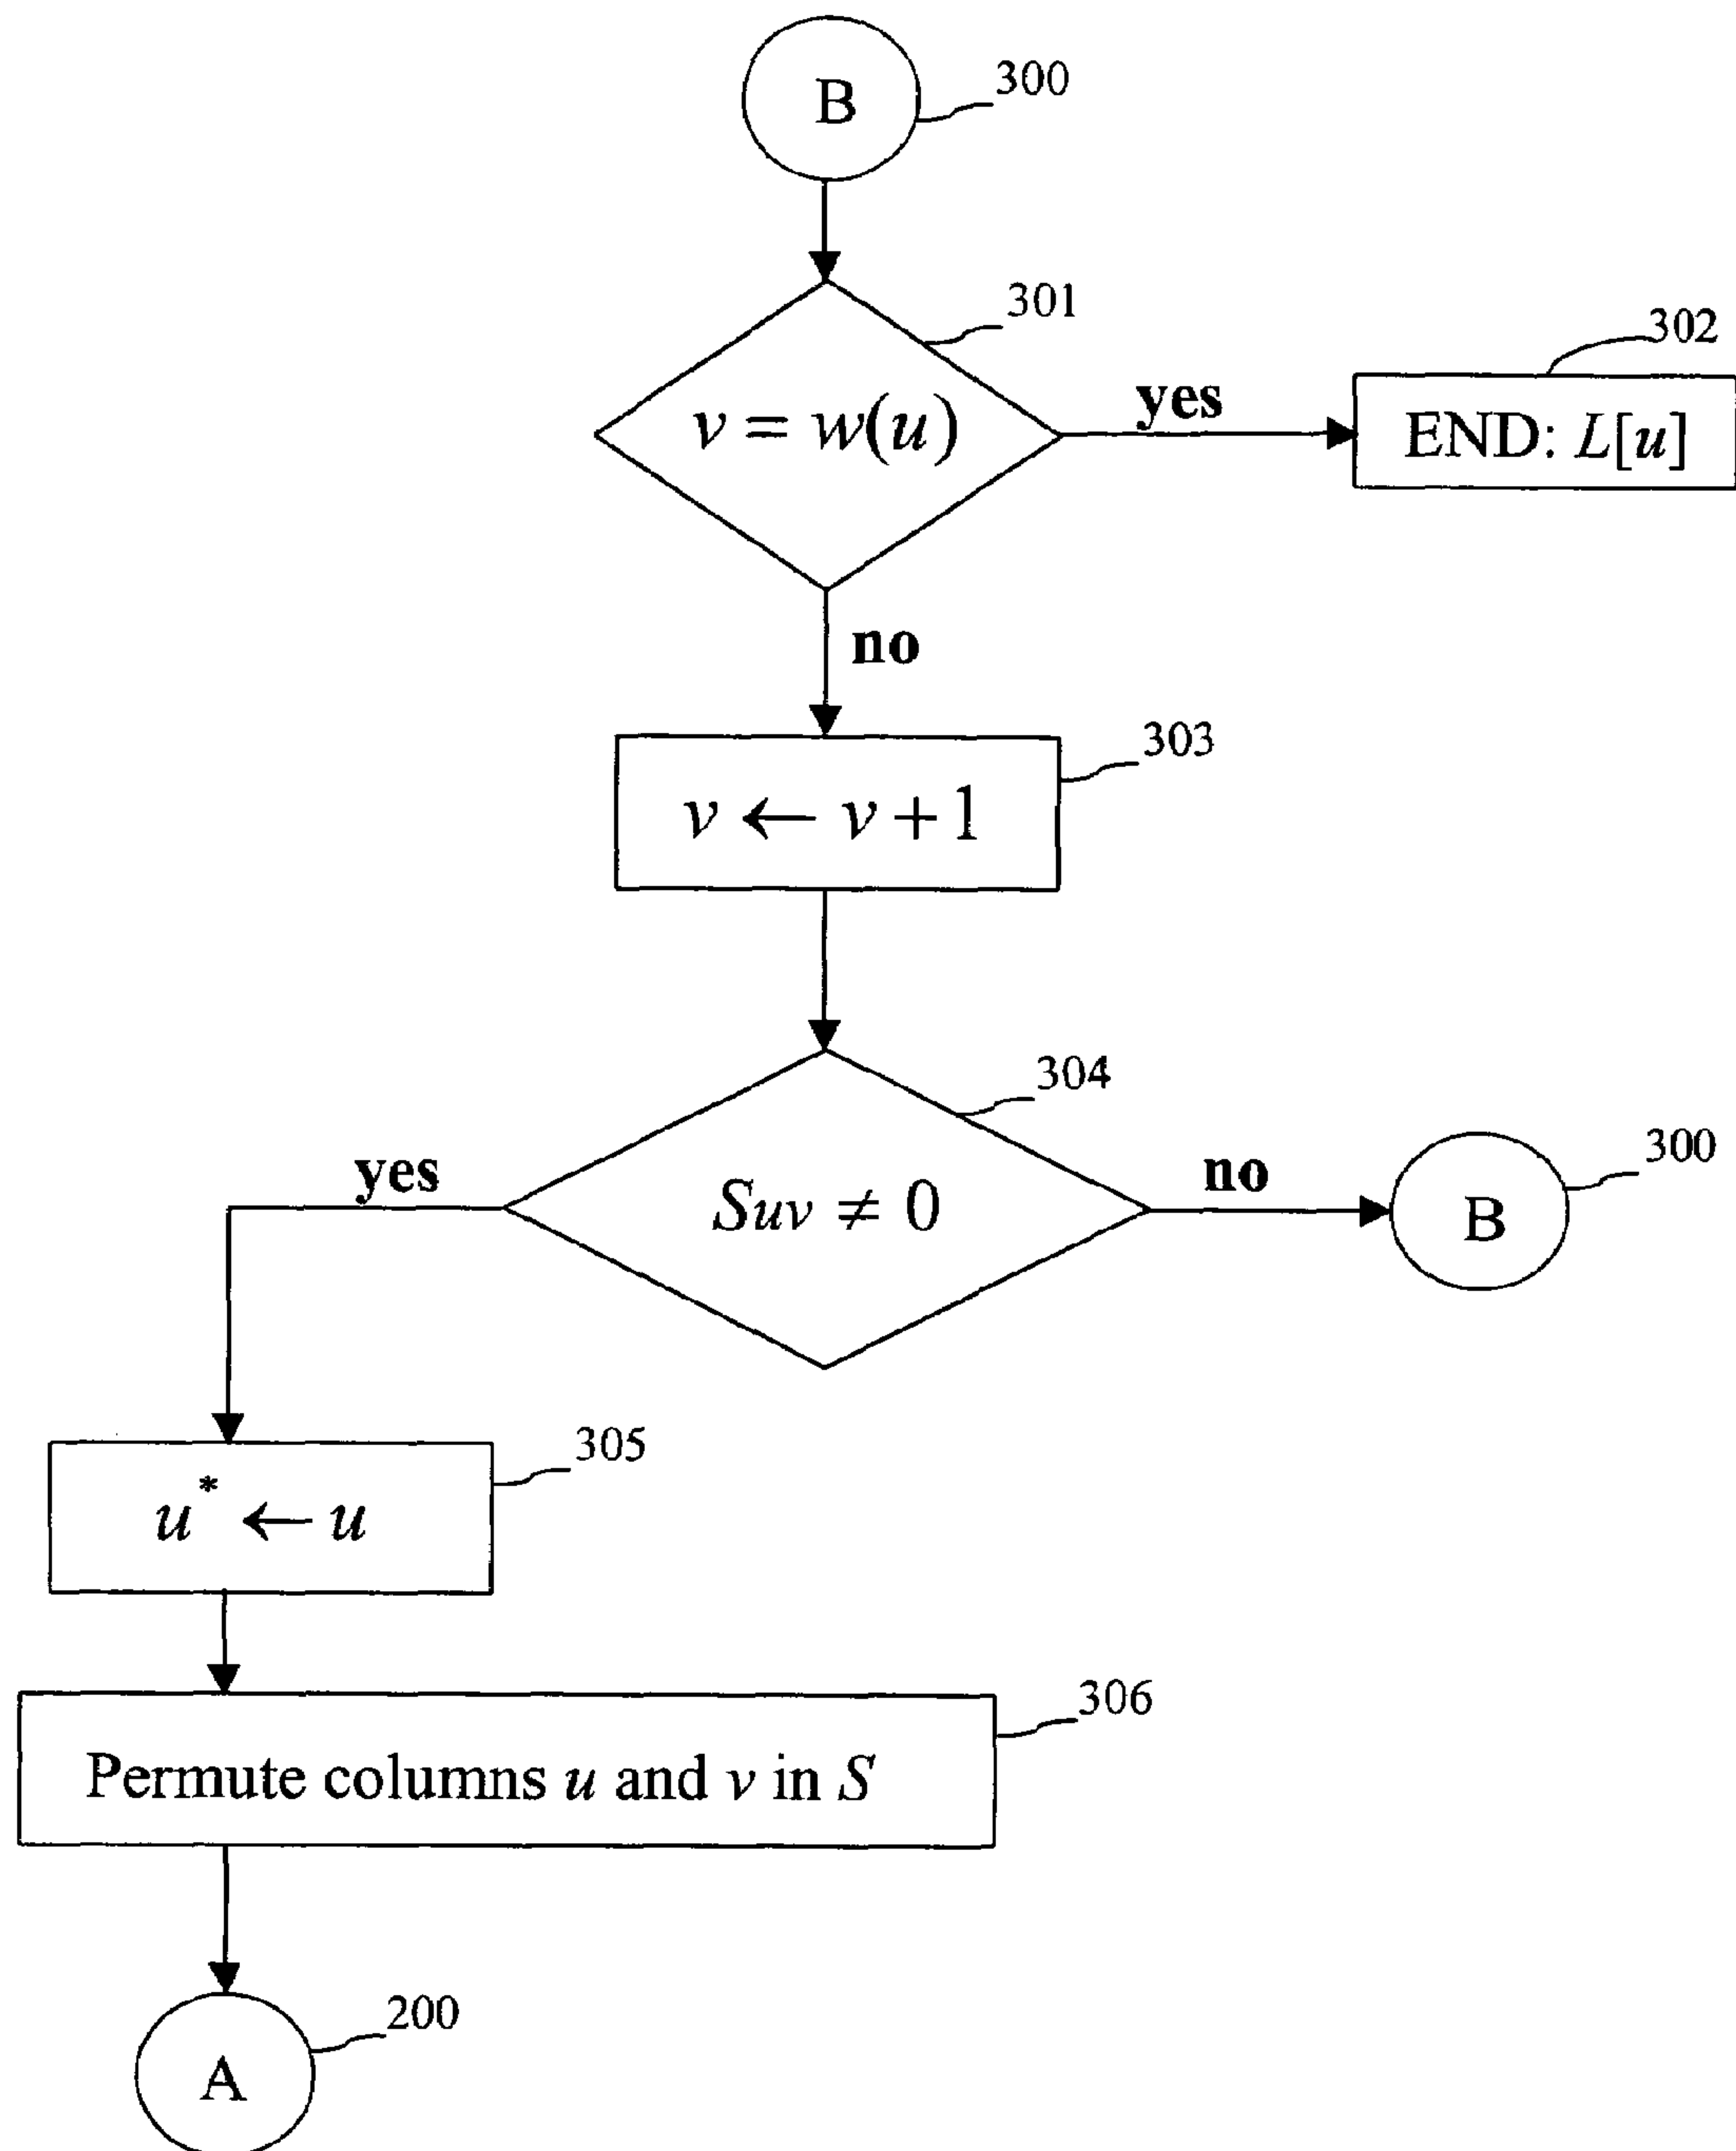 B
300
301
v = w(u)
yes
302
END: L[u]
no
303
v ← v + 1
304
yes
Suv ≠ 0
no
300
B
305
u* ← u
306
Permute columns u and v in S
200
A